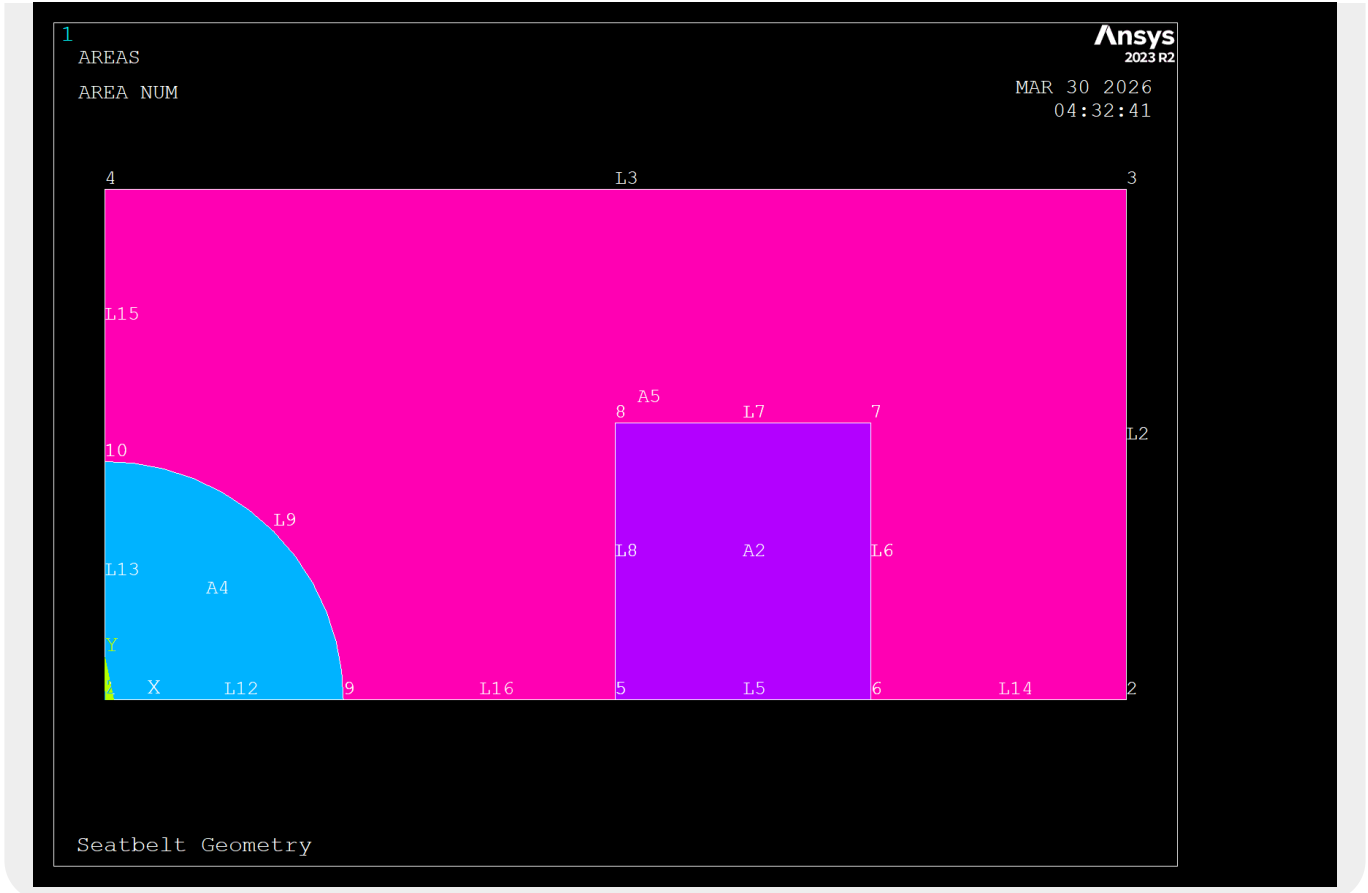 1
AREAS
AREA NUM
Ansys
2023 R2
MAR 30 2026
04:32:41
4 L3 3
L15
A5
8 L7 7
L2
10
L9
L8 A2 L6
L13
A4
Y
X L12 9 L16 5 L5 6 L14 2
Seatbelt Geometry